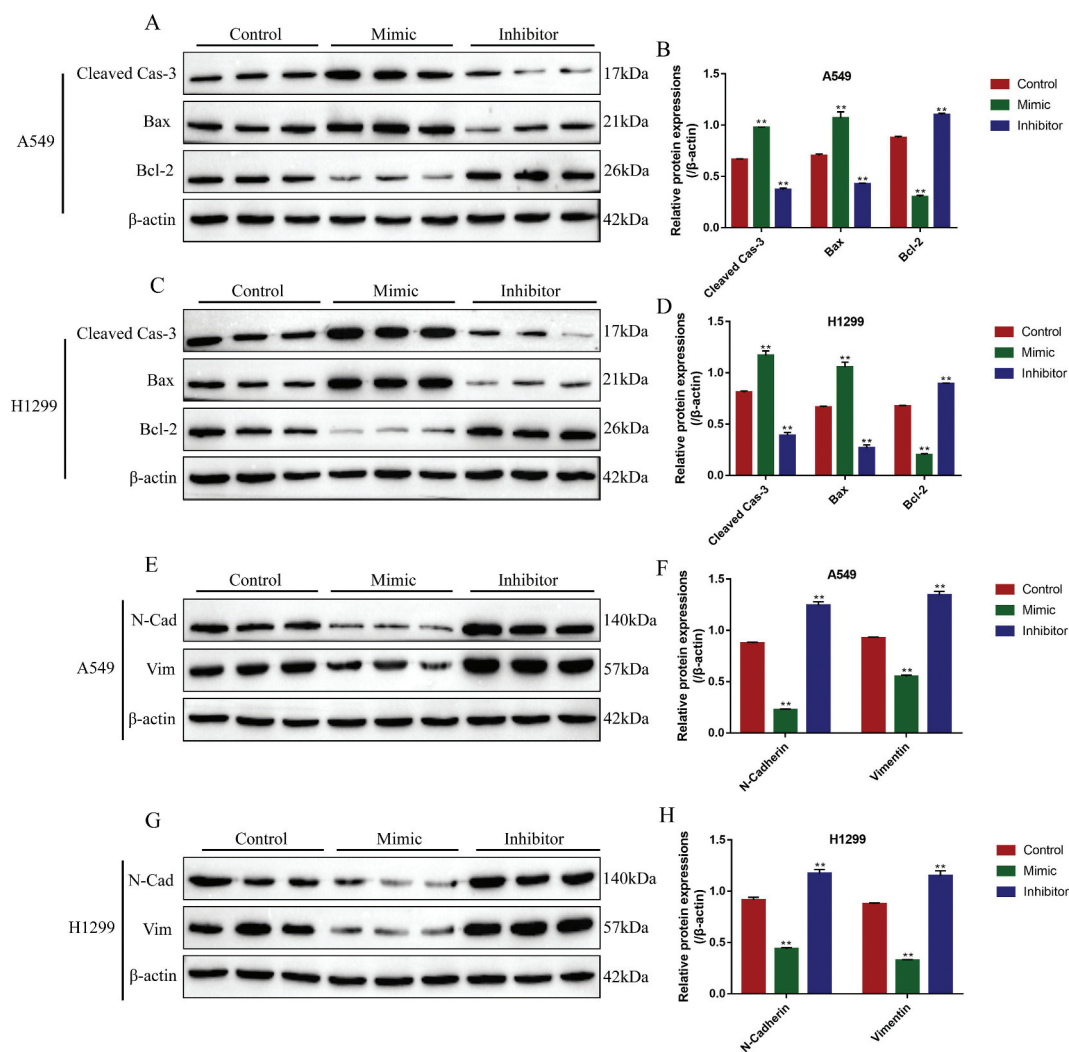 A
Control Mimic Inhibitor
A549
Cleaved Cas-3 17kDa
Bax 21kDa
Bcl-2 26kDa
β-actin 42kDa
B
A549
Relative protein expressions
(/β-actin)
1.5
1.0
0.5
0.0
** ** ** ** ** **
Cleaved Cas-3 Bax Bcl-2
Control
Mimic
Inhibitor
C
Control Mimic Inhibitor
H1299
Cleaved Cas-3 17kDa
Bax 21kDa
Bcl-2 26kDa
β-actin 42kDa
D
H1299
Relative protein expressions
(/β-actin)
1.5
1.0
0.5
0.0
** ** ** ** ** **
Cleaved Cas-3 Bax Bcl-2
Control
Mimic
Inhibitor
E
Control Mimic Inhibitor
A549
N-Cad 140kDa
Vim 57kDa
β-actin 42kDa
F
A549
Relative protein expressions
(/β-actin)
1.5
1.0
0.5
0.0
** ** ** **
N-Cadherin Vimentin
Control
Mimic
Inhibitor
G
Control Mimic Inhibitor
H1299
N-Cad 140kDa
Vim 57kDa
β-actin 42kDa
H
H1299
Relative protein expressions
(/β-actin)
1.5
1.0
0.5
0.0
** ** ** **
N-Cadherin Vimentin
Control
Mimic
Inhibitor